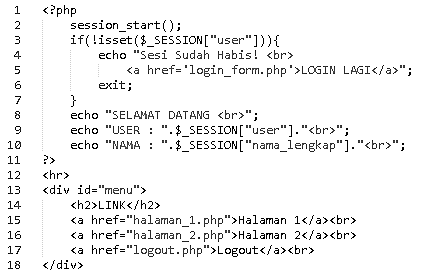 1 <?php
2 session_start();
3 if(!isset($_SESSION["user"])){
4 echo "Sesi Sudah Habis! <br>
5 <a href='login_form.php'>LOGIN LAGI</a>";
6 exit;
7 }
8 echo "SELAMAT DATANG <br>";
9 echo "USER : ".$_SESSION["user"]."<br>";
10 echo "NAMA : ".$_SESSION["nama_lengkap"]."<br>";
11 ?>
12 <hr>
13 <div id="menu">
14 <h2>LINK</h2>
15 <a href="halaman_1.php">Halaman 1</a><br>
16 <a href="halaman_2.php">Halaman 2</a><br>
17 <a href="logout.php">Logout</a><br>
18 </div>